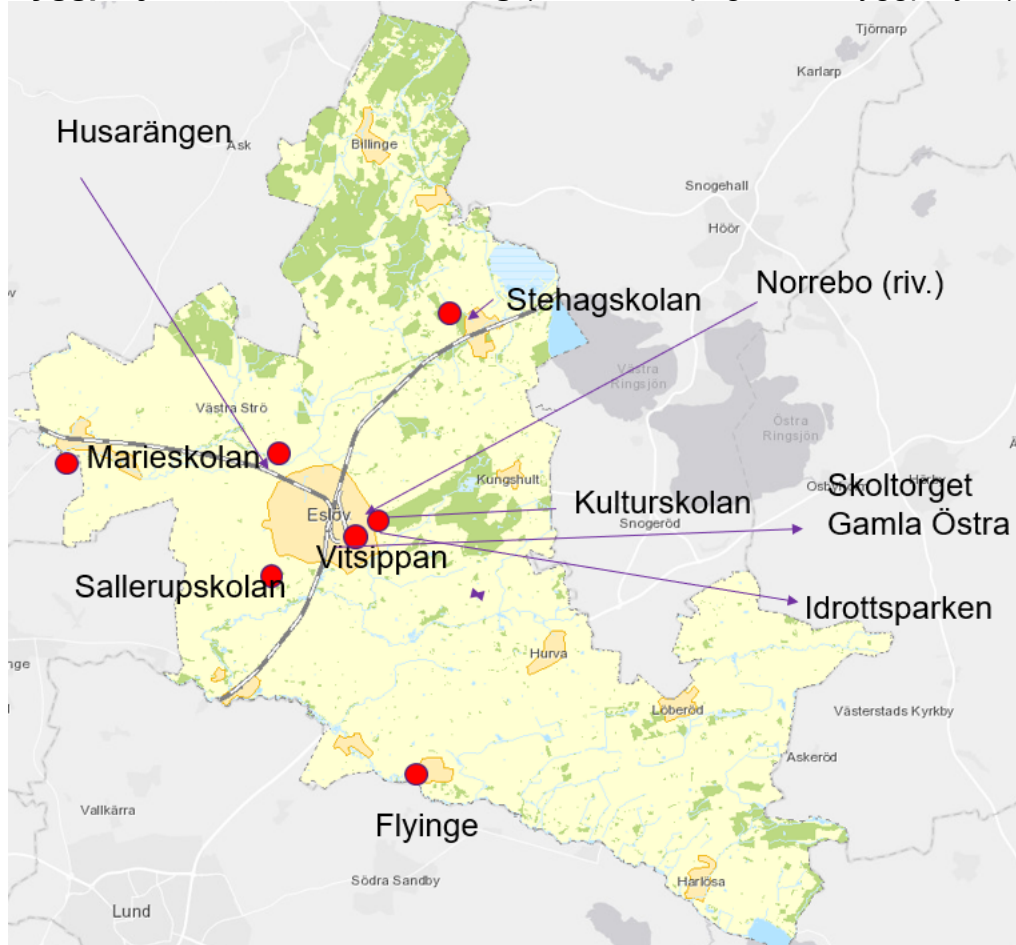 Tjörnarp
Karlarp
Husarängen
Ask
Billinge
Snogehall
Höör
Norrebo (riv.)
Stehagskolan
Västra
Ringsjön
Västra Strö
Östra
Ringsjön
Marieskolan
Kungshult
Skoltorget
Kulturskolan
Eslöv
Snogeröd
Gamla Östra
Vitsippan
Sallerupskolan
Idrottsparken
Hurva
Löberöd
Västerstads Kyrkby
Askeröd
Vallkärra
Flyinge
Södra Sandby
Harlösa
Lund